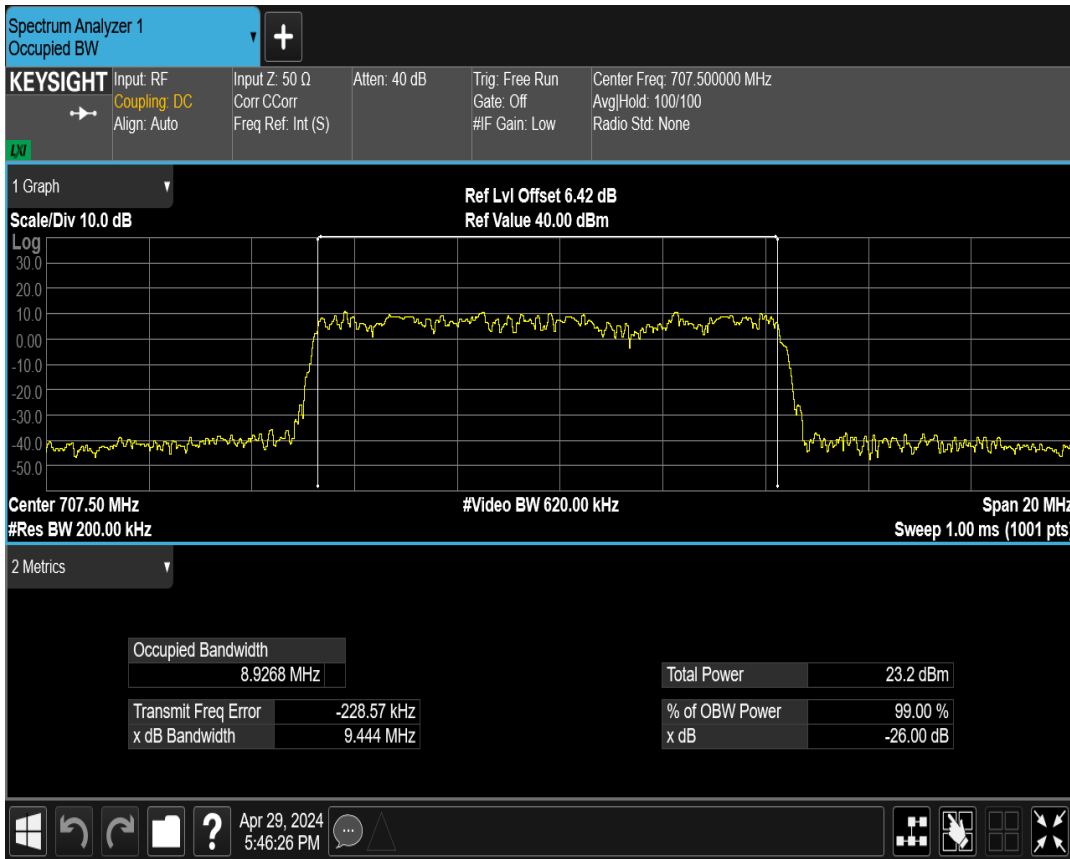 Spectrum Analyzer 1
Occupied BW
KEYSIGHT
LXI
Input: RF
Coupling: DC
Align: Auto
Input Z: 50 Ω
Corr CCorr
Freq Ref: Int (S)
Atten: 40 dB
Trig: Free Run
Gate: Off
#IF Gain: Low
Center Freq: 707.500000 MHz
Avg|Hold: 100/100
Radio Std: None
1 Graph
Scale/Div 10.0 dB
Ref Lvl Offset 6.42 dB
Ref Value 40.00 dBm
Log
30.0
20.0
10.0
0.00
-10.0
-20.0
-30.0
-40.0
-50.0
Center 707.50 MHz
#Video BW 620.00 kHz
Span 20 MHz
#Res BW 200.00 kHz
Sweep 1.00 ms (1001 pts)
2 Metrics
Occupied Bandwidth
8.9268 MHz
Total Power 23.2 dBm
Transmit Freq Error -228.57 kHz
% of OBW Power 99.00 %
x dB Bandwidth 9.444 MHz
x dB -26.00 dB
?
Apr 29, 2024
5:46:26 PM